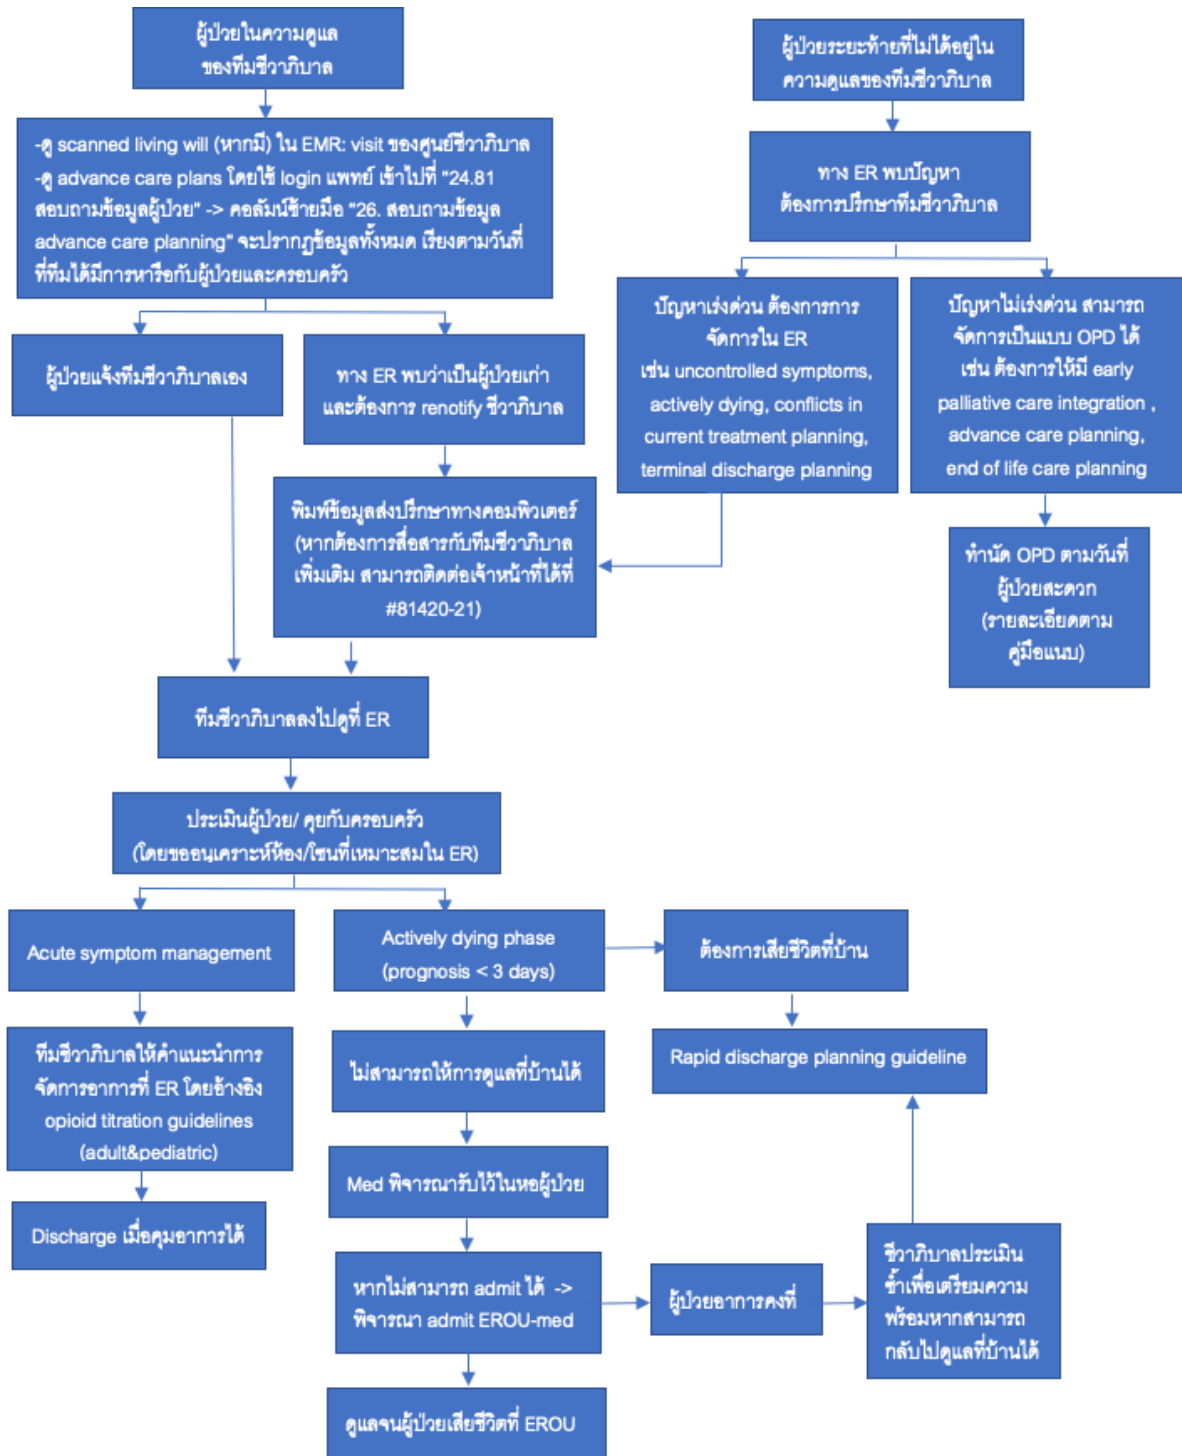 ผู้ป่วยในความดูแล
ของทีมชีวาภิบาล
ผู้ป่วยระยะท้ายที่ไม่ได้อยู่ใน
ความดูแลของทีมชีวาภิบาล
-ดู scanned living will (หากมี) ใน EMR: visit ของศูนย์ชีวาภิบาล
-ดู advance care plans โดยใช้ login แพทย์ เข้าไปที่ "24.81
สอบถามข้อมูลผู้ป่วย" -> คอลัมน์ซ้ายมือ "26. สอบถามข้อมูล
advance care planning" จะปรากฏข้อมูลทั้งหมด เรียงตามวันที่
ที่ทีมได้มีการหารือกับผู้ป่วยและครอบครัว
ทาง ER พบปัญหา
ต้องการปรึกษาทีมชีวาภิบาล
ผู้ป่วยแจ้งทีมชีวาภิบาลเอง
ทาง ER พบว่าเป็นผู้ป่วยเก่า
และต้องการ renotify ชีวาภิบาล
ปัญหาเร่งด่วน ต้องการการ
จัดการใน ER
เช่น uncontrolled symptoms,
actively dying, conflicts in
current treatment planning,
terminal discharge planning
ปัญหาไม่เร่งด่วน สามารถ
จัดการเป็นแบบ OPD ได้
เช่น ต้องการให้มี early
palliative care integration ,
advance care planning,
end of life care planning
พิมพ์ข้อมูลส่งปรึกษาทางคอมพิวเตอร์
(หากต้องการสื่อสารกับทีมชีวาภิบาล
เพิ่มเติม สามารถติดต่อเจ้าหน้าที่ได้ที่
#81420-21)
ทำนัด OPD ตามวันที่
ผู้ป่วยสะดวก
(รายละเอียดตาม
คู่มือแนบ)
ทีมชีวาภิบาลลงไปดูที่ ER
ประเมินผู้ป่วย/ คุยกับครอบครัว
(โดยขออนุเคราะห์ห้อง/โซนที่เหมาะสมใน ER)
Acute symptom management
Actively dying phase
(prognosis < 3 days)
ต้องการเสียชีวิตที่บ้าน
ทีมชีวาภิบาลให้คำแนะนำการ
จัดการอาการที่ ER โดยอ้างอิง
opioid titration guidelines
(adult&pediatric)
ไม่สามารถให้การดูแลที่บ้านได้
Rapid discharge planning guideline
Med พิจารณารับไว้ในหอผู้ป่วย
Discharge เมื่อคุมอาการได้
หากไม่สามารถ admit ได้ ->
พิจารณา admit EROU-med
ผู้ป่วยอาการคงที่
ชีวาภิบาลประเมิน
ซ้ำเพื่อเตรียมความ
พร้อมหากสามารถ
กลับไปดูแลที่บ้านได้
ดูแลจนผู้ป่วยเสียชีวิตที่ EROU